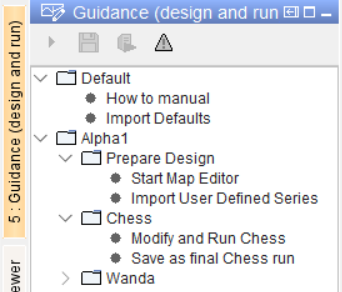 Guidance (design and run
5 : Guidance (design and run)
Default
How to manual
Import Defaults
Alpha1
Prepare Design
Start Map Editor
Import User Defined Series
Chess
Modify and Run Chess
Save as final Chess run
Wanda
ewer